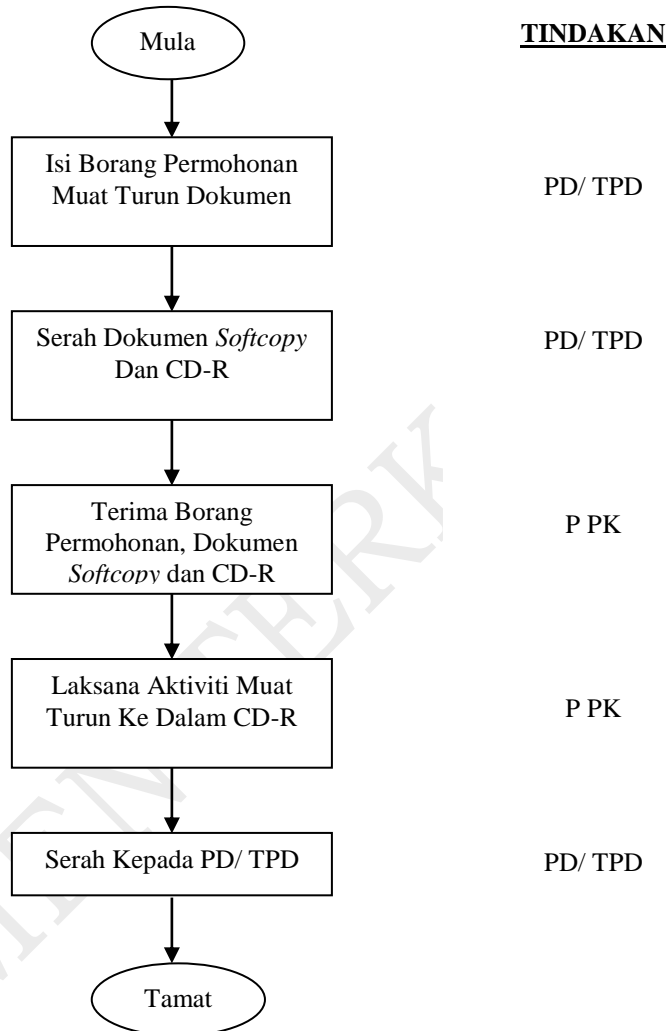 Mula
TINDAKAN
Isi Borang Permohonan
Muat Turun Dokumen
PD/ TPD
Serah Dokumen Softcopy
Dan CD-R
PD/ TPD
Terima Borang
Permohonan, Dokumen
Softcopy dan CD-R
P PK
Laksana Aktiviti Muat
Turun Ke Dalam CD-R
P PK
Serah Kepada PD/ TPD
PD/ TPD
Tamat